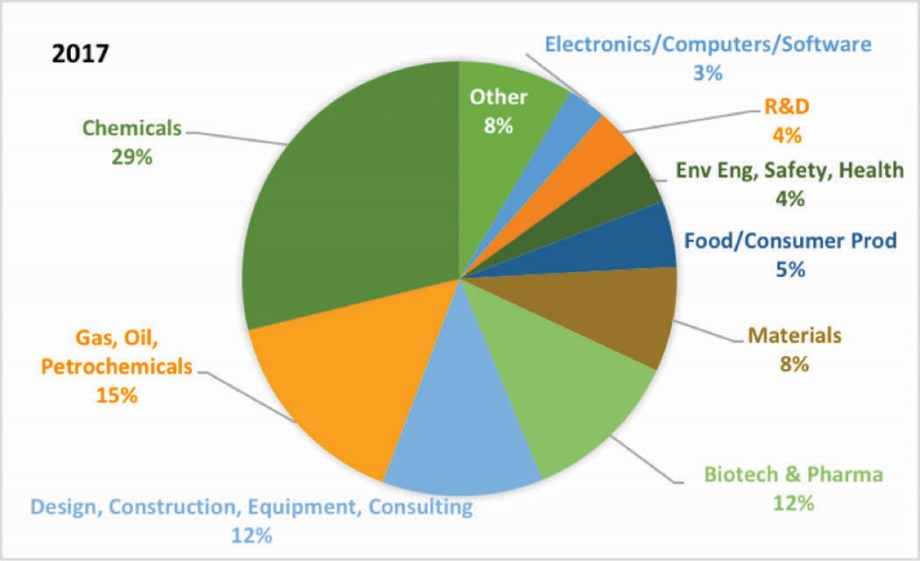 2017
Other
8%
Electronics/Computers/Software
3%
R&D
4%
Env Eng, Safety, Health
4%
Food/Consumer Prod
5%
Materials
8%
Biotech & Pharma
12%
Design, Construction, Equipment, Consulting
12%
Gas, Oil,
Petrochemicals
15%
Chemicals
29%